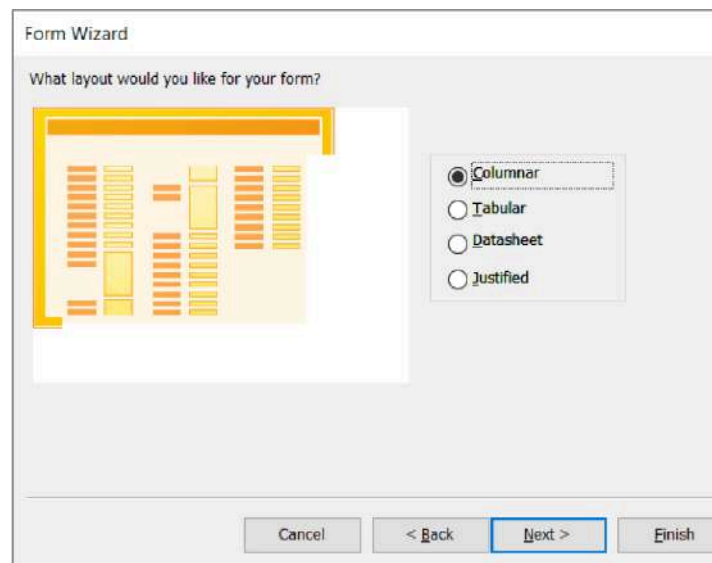 Form Wizard
What layout would you like for your form?
Columnar
Tabular
Datasheet
Justified
Cancel
< Back
Next >
Finish